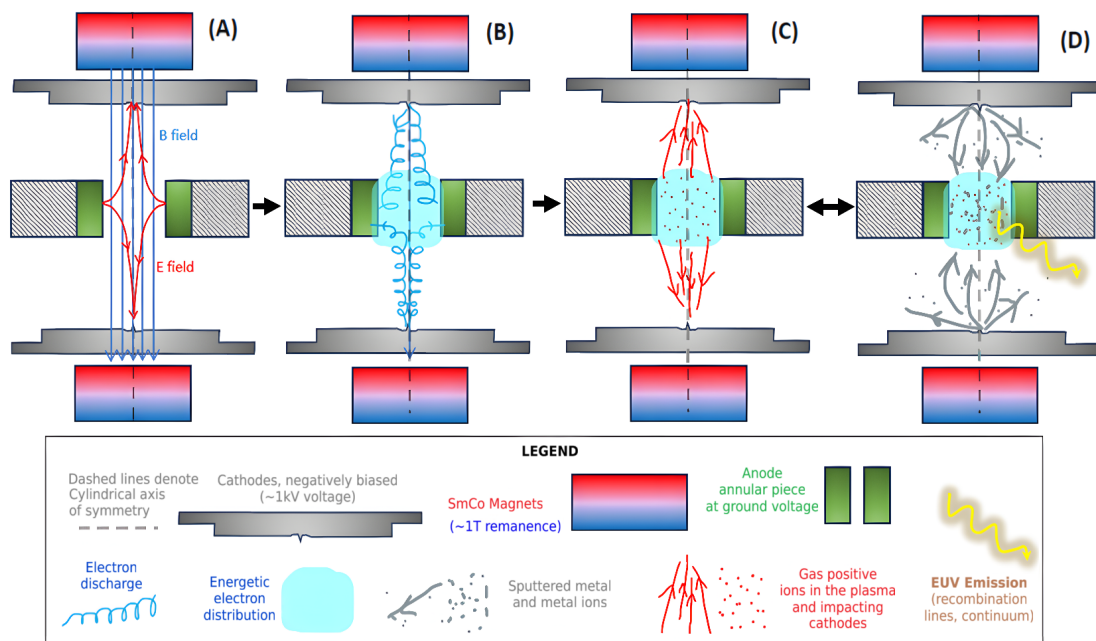 (A)
(B)
(C)
(D)
B field
E field
LEGEND
Dashed lines denote
Cylindrical axis
of symmetry
Cathodes, negatively biased
(~1kV voltage)
SmCo Magnets
(~1T remanence)
Anode
annular piece
at ground voltage
Electron
discharge
Energetic
electron
distribution
Sputtered metal
and metal ions
Gas positive
ions in the plasma
and impacting
cathodes
EUV Emission
(recombination
lines, continuum)